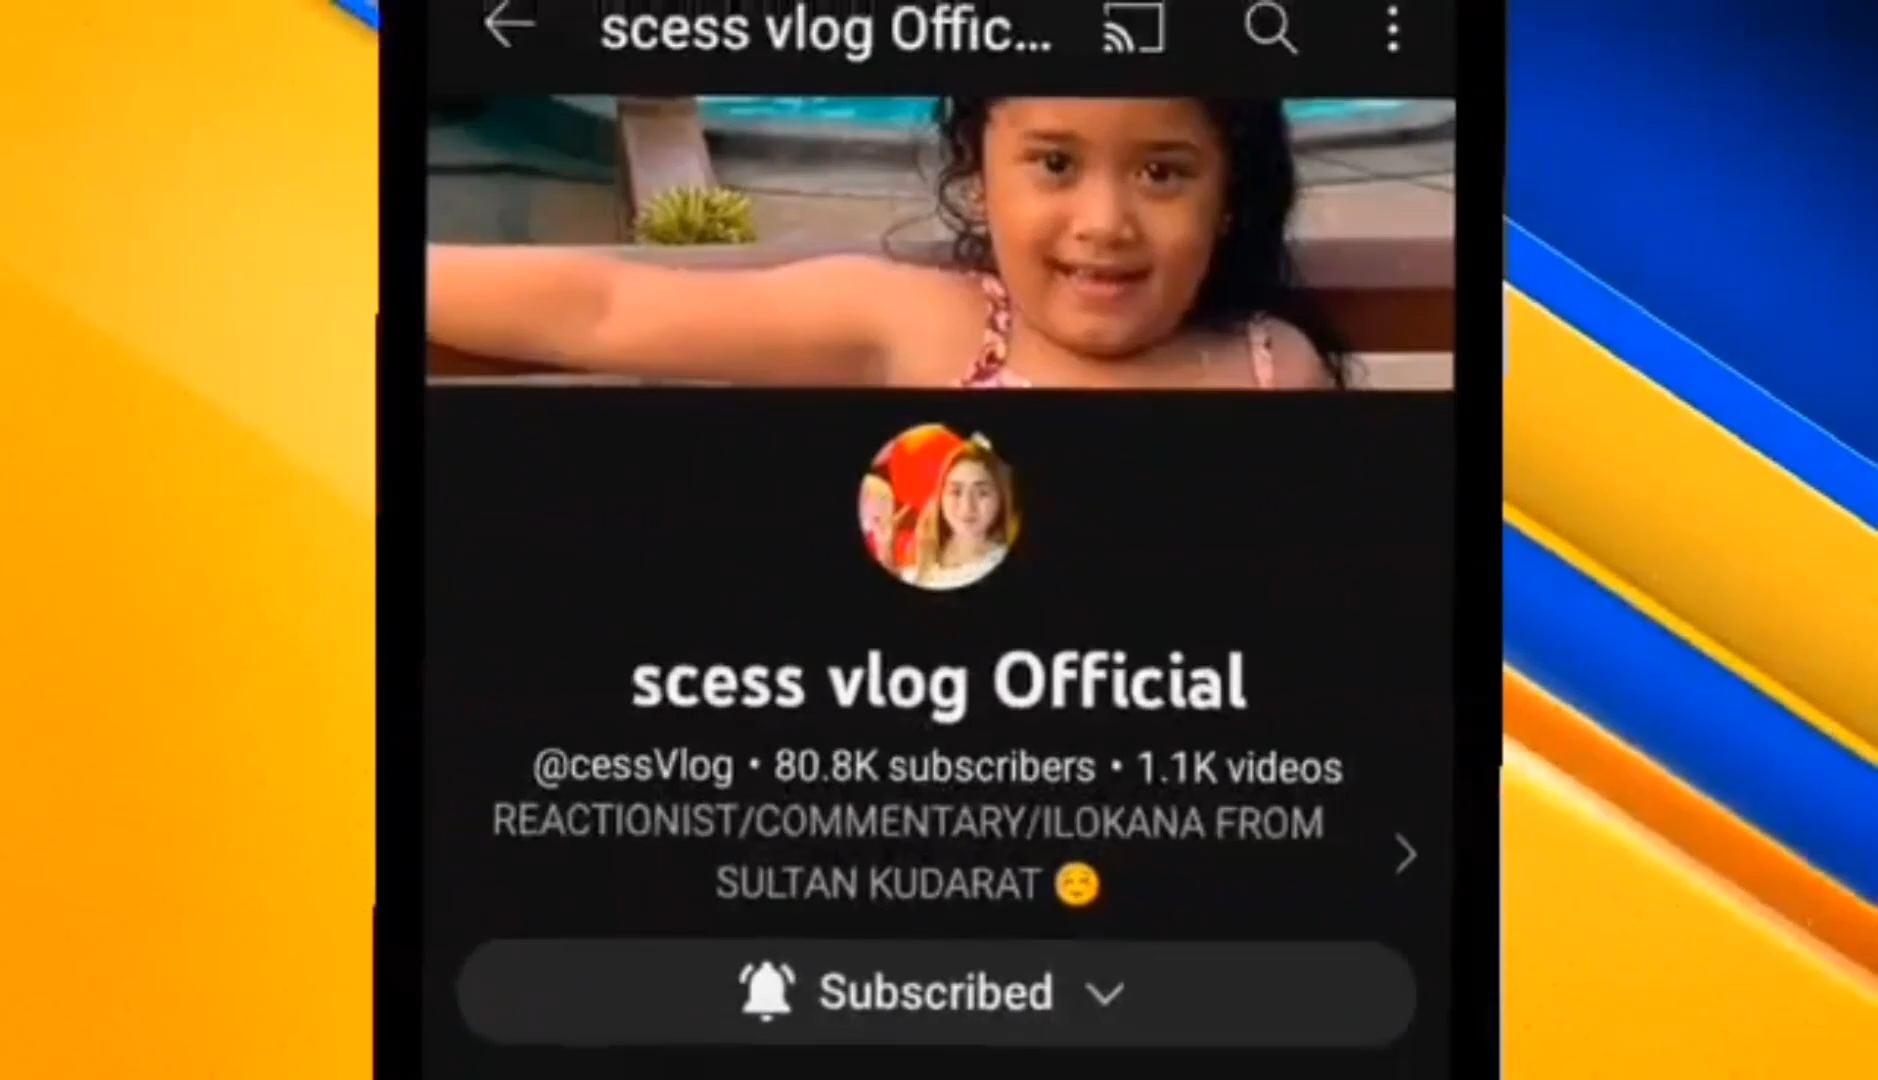 scess vlog Offic...
scess vlog Official
@cessVlog • 80.8K subscribers • 1.1K videos
REACTIONIST/COMMENTARY/ILOKANA FROM
SULTAN KUDARAT ☺️
Subscribed